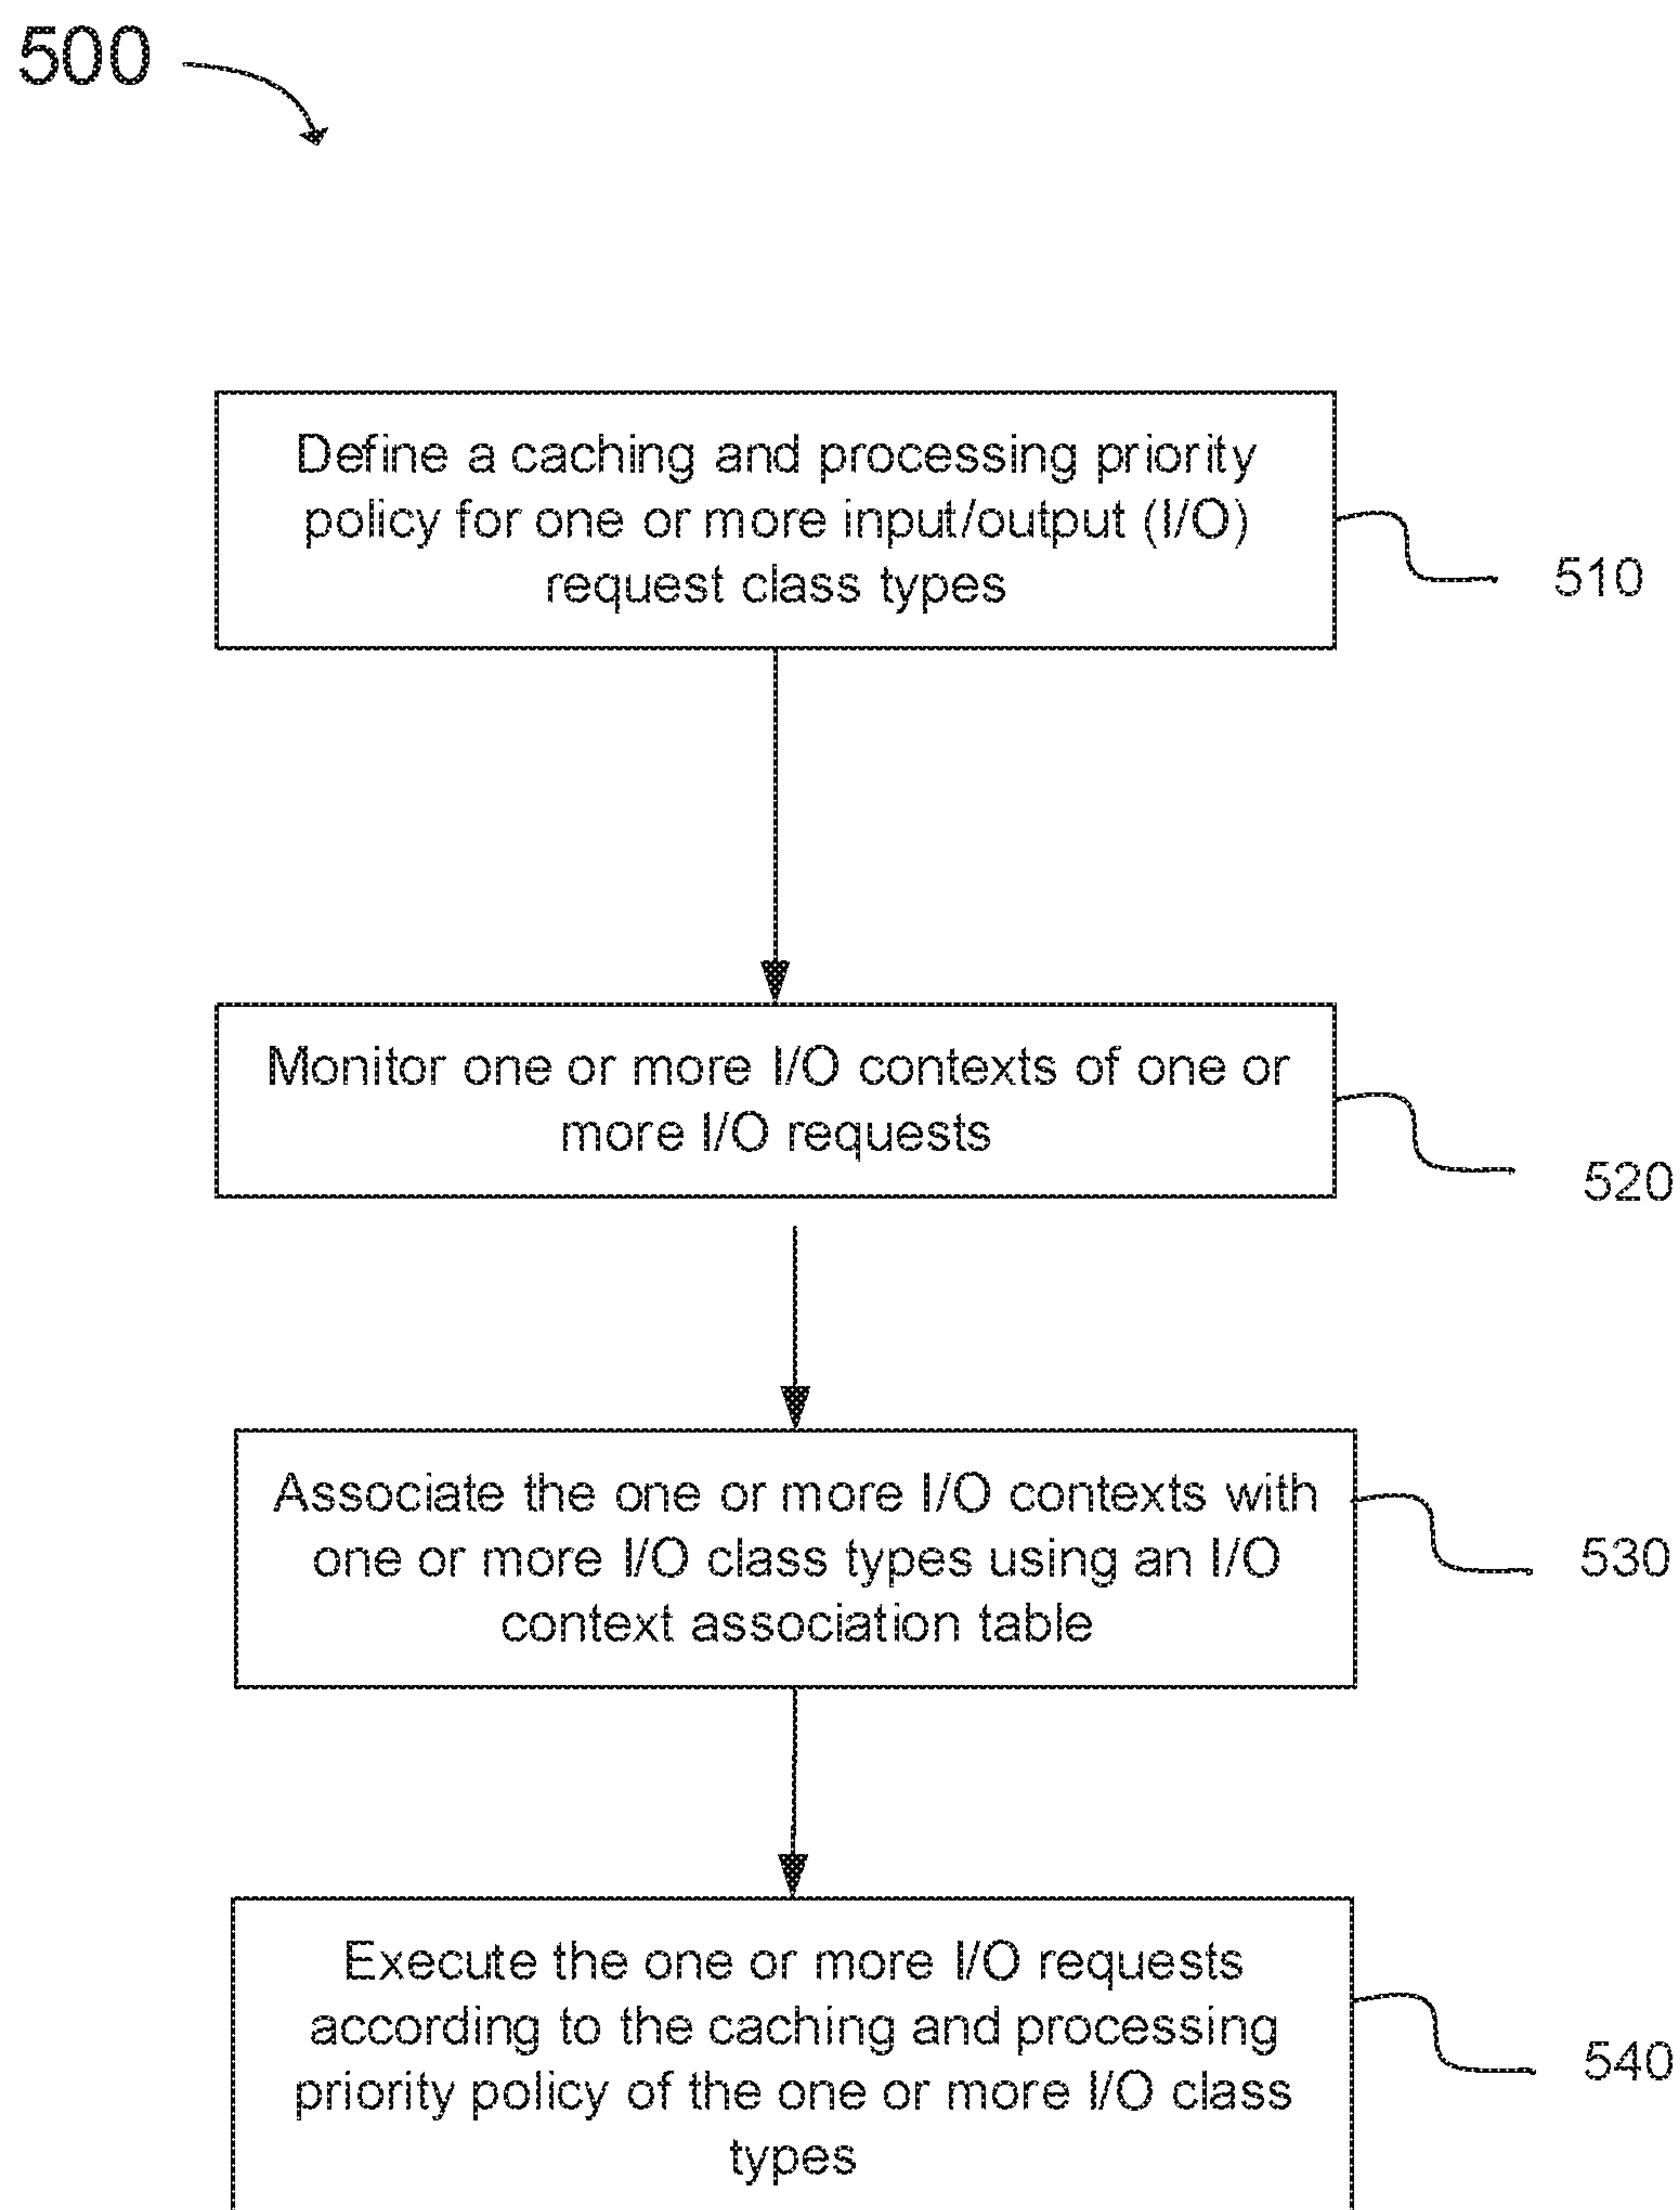 500
Define a caching and processing priority
policy for one or more input/output (I/O)
request class types
510
Monitor one or more I/O contexts of one or
more I/O requests
520
Associate the one or more I/O contexts with
one or more I/O class types using an I/O
context association table
530
Execute the one or more I/O requests
according to the caching and processing
priority policy of the one or more I/O class
types
540